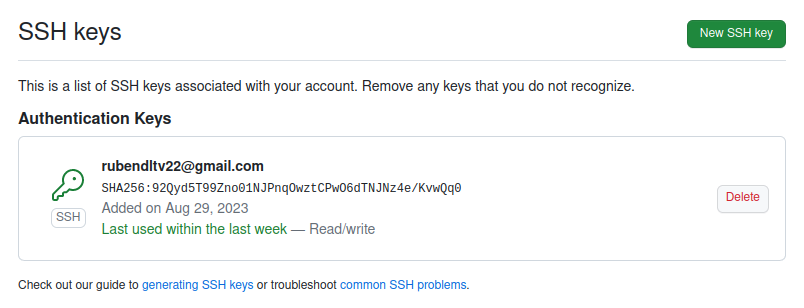 SSH keys
New SSH key
This is a list of SSH keys associated with your account. Remove any keys that you do not recognize.
Authentication Keys
rubendltv22@gmail.com
SHA256:92Qyd5T99Zno01NJPnqOwztCPwO6dTNJNz4e/KvwQq0
Added on Aug 29, 2023
Last used within the last week — Read/write
SSH
Delete
Check out our guide to generating SSH keys or troubleshoot common SSH problems.